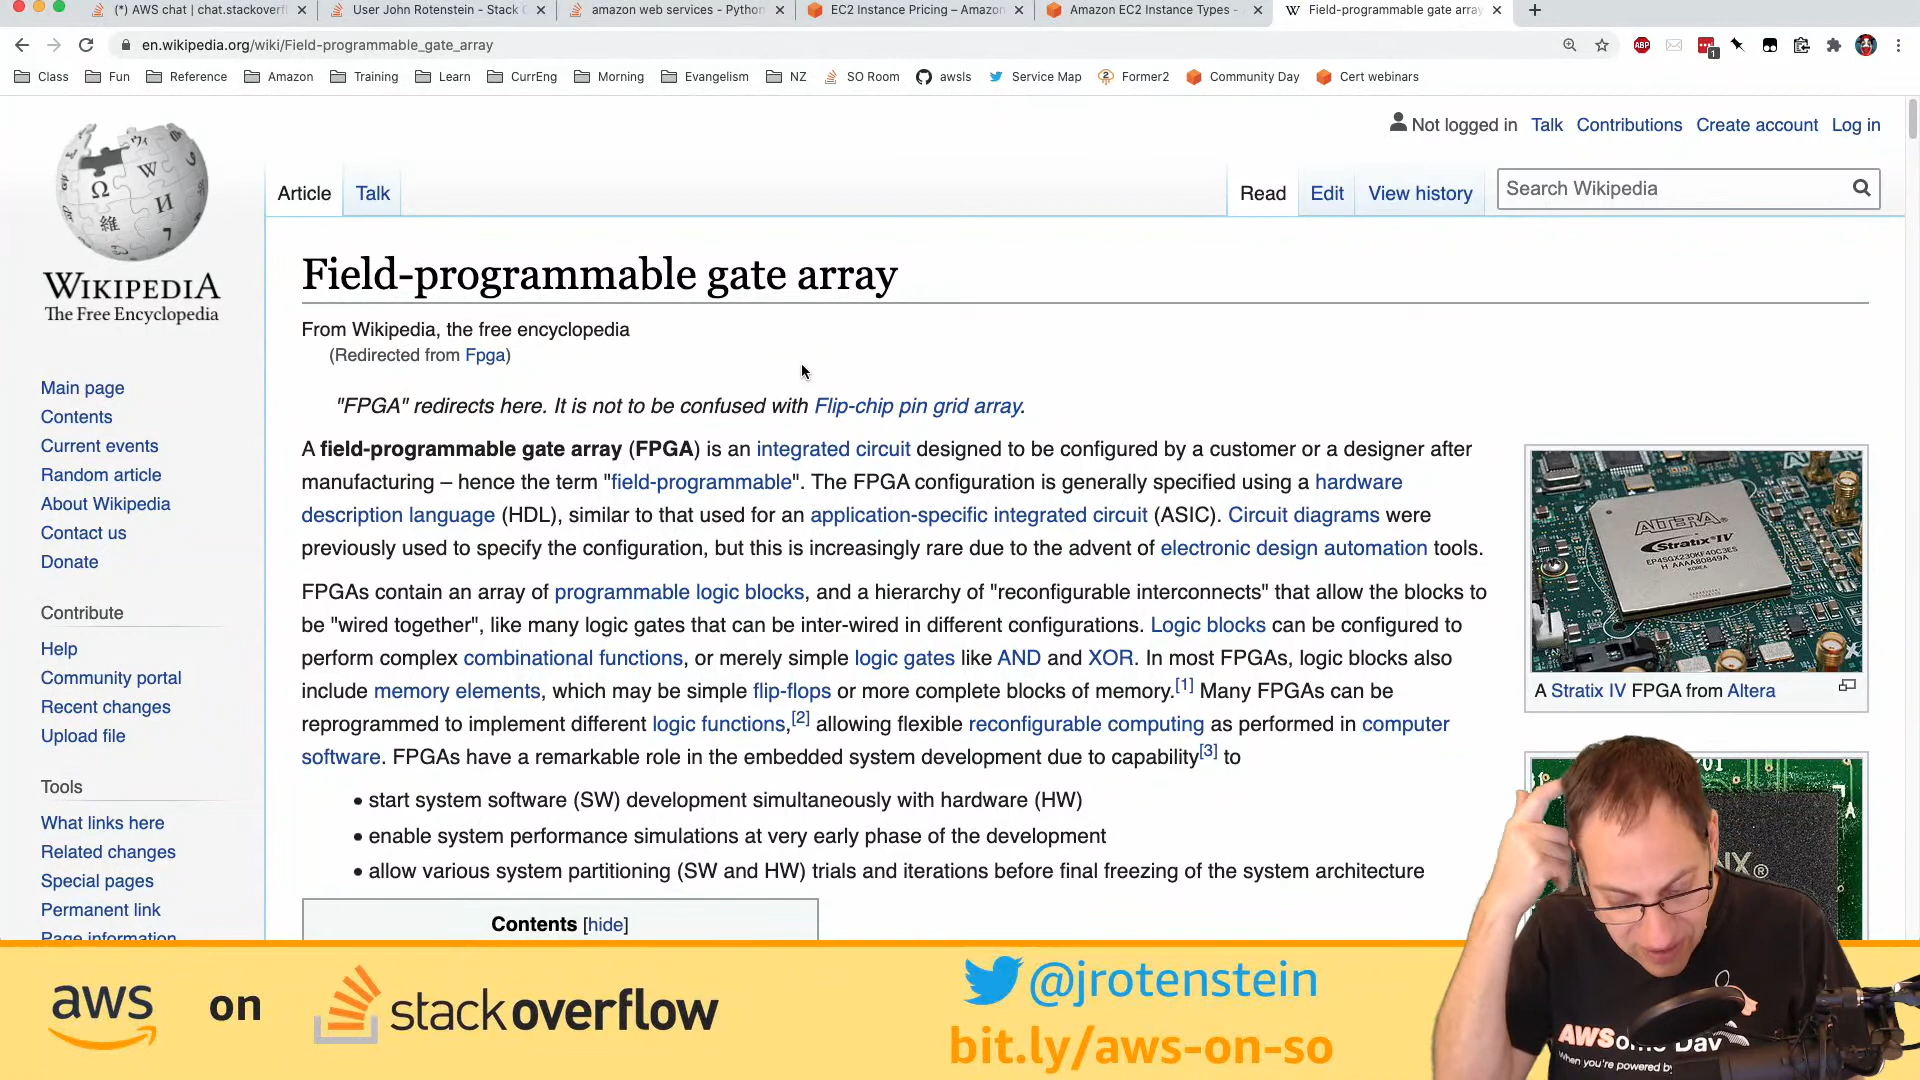 (*) AWS chat | chat.stackoverfl
User John Rotenstein - Stack O
amazon web services - Python
EC2 Instance Pricing – Amazon
Amazon EC2 Instance Types -
Field-programmable gate array
en.wikipedia.org/wiki/Field-programmable_gate_array
ABP
1
Class
Fun
Reference
Amazon
Training
Learn
CurrEng
Morning
Evangelism
NZ
SO Room
awsls
Service Map
Former2
Community Day
Cert webinars
Not logged in Talk Contributions Create account Log in
Article Talk
Read Edit View history Search Wikipedia
WIKIPEDIA
The Free Encyclopedia
Main page
Contents
Current events
Random article
About Wikipedia
Contact us
Donate
Contribute
Help
Community portal
Recent changes
Upload file
Tools
What links here
Related changes
Special pages
Permanent link
Page information
Field-programmable gate array
From Wikipedia, the free encyclopedia
(Redirected from Fpga)
"FPGA" redirects here. It is not to be confused with Flip-chip pin grid array.
A field-programmable gate array (FPGA) is an integrated circuit designed to be configured by a customer or a designer after
manufacturing – hence the term "field-programmable". The FPGA configuration is generally specified using a hardware
description language (HDL), similar to that used for an application-specific integrated circuit (ASIC). Circuit diagrams were
previously used to specify the configuration, but this is increasingly rare due to the advent of electronic design automation tools.
FPGAs contain an array of programmable logic blocks, and a hierarchy of "reconfigurable interconnects" that allow the blocks to
be "wired together", like many logic gates that can be inter-wired in different configurations. Logic blocks can be configured to
perform complex combinational functions, or merely simple logic gates like AND and XOR. In most FPGAs, logic blocks also
include memory elements, which may be simple flip-flops or more complete blocks of memory.[1] Many FPGAs can be
reprogrammed to implement different logic functions,[2] allowing flexible reconfigurable computing as performed in computer
software. FPGAs have a remarkable role in the embedded system development due to capability[3] to
• start system software (SW) development simultaneously with hardware (HW)
• enable system performance simulations at very early phase of the development
• allow various system partitioning (SW and HW) trials and iterations before final freezing of the system architecture
Contents [hide]
ALTERA
Stratix IV
EP4SGX230KF40C3ES
H AAAA80849A
KOREA
A Stratix IV FPGA from Altera
aws on stackoverflow
@jrotenstein
bit.ly/aws-on-so
AWSome Day
When you're powered by